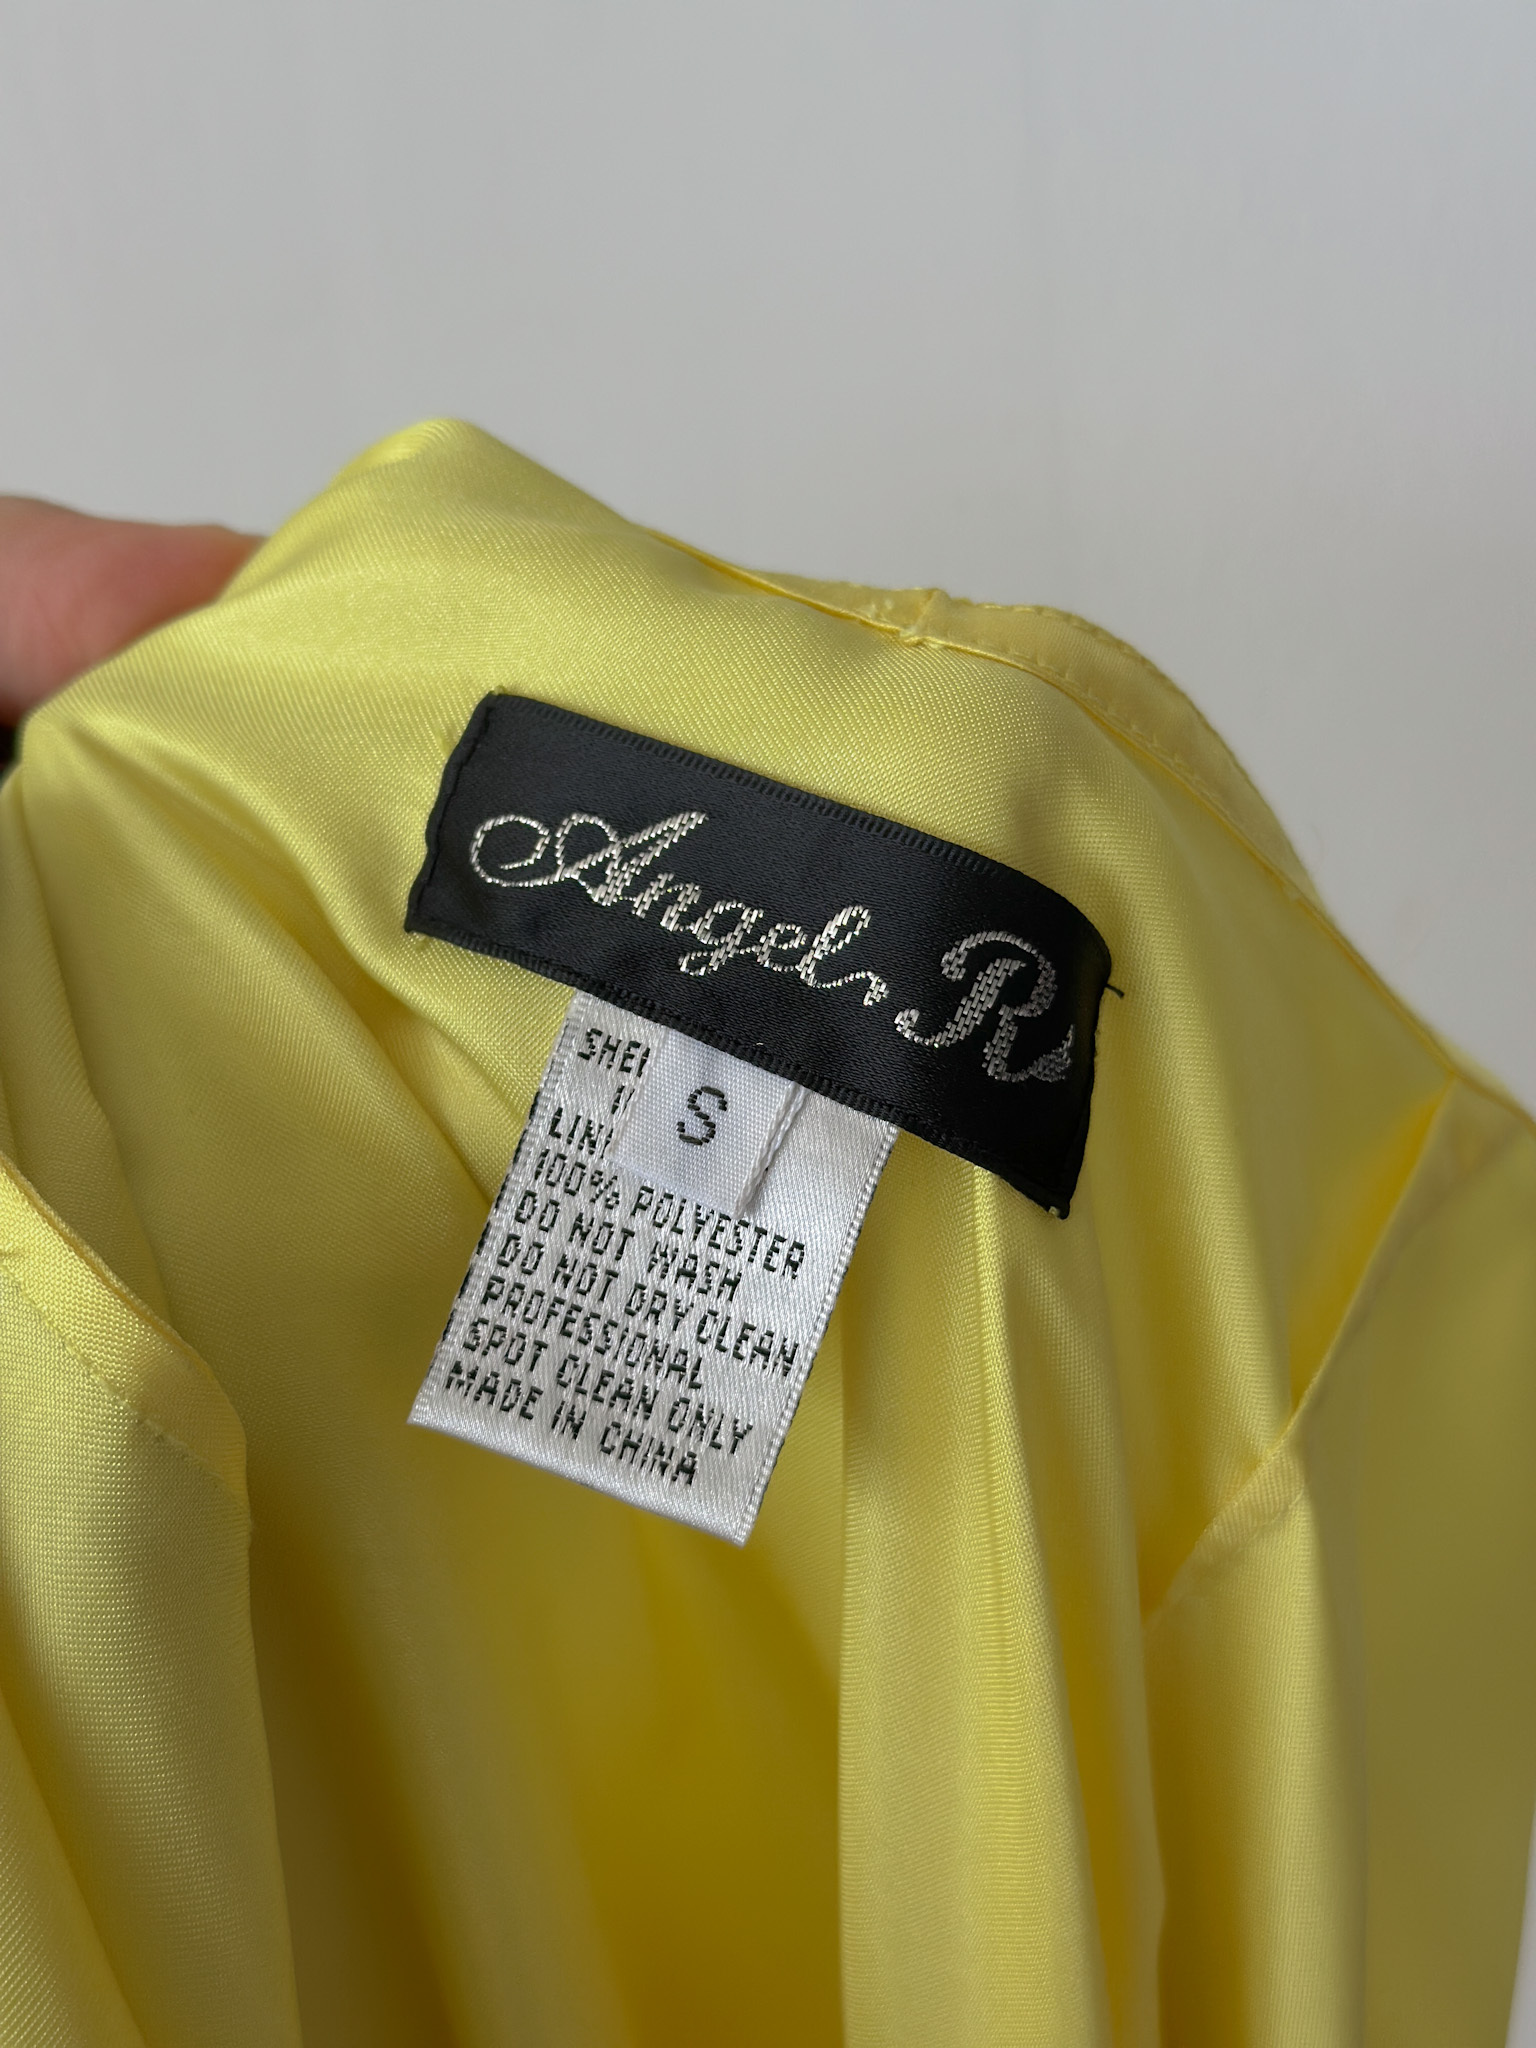 Angel, R
S
100% POLYESTER
DO NOT WASH
DO NOT DRY CLEAN
PROFESSIONAL
SPOT CLEAN ONLY
MADE IN CHINA